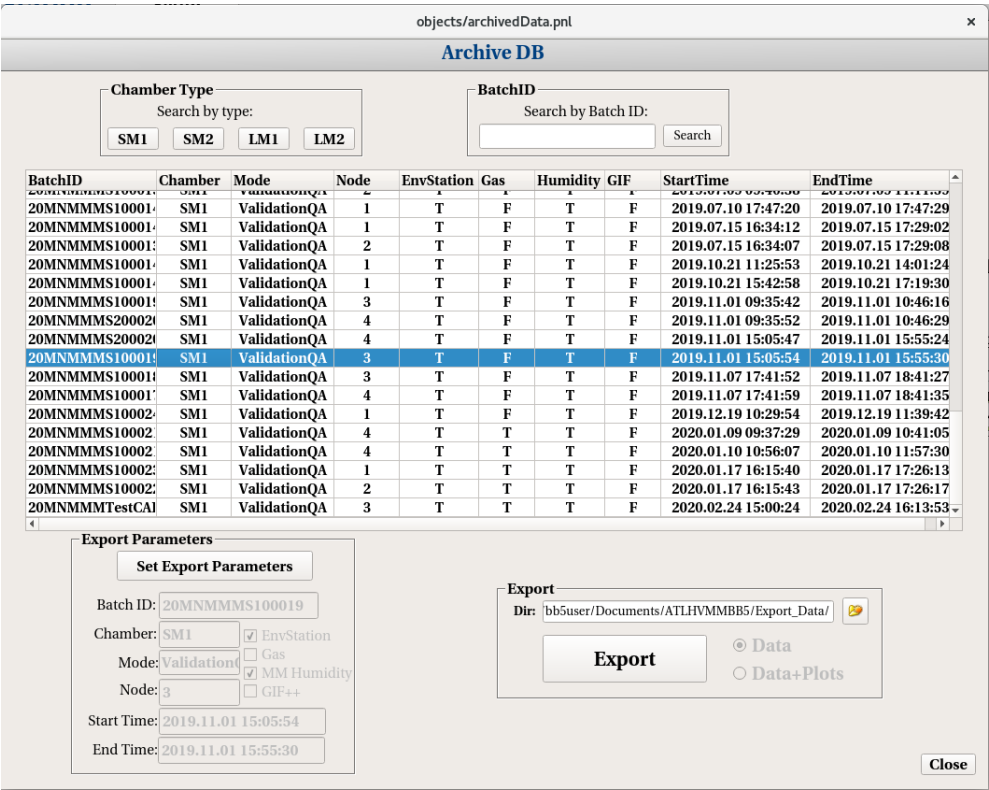 objects/archivedData.pnl ×
Archive DB
Chamber Type
Search by type:
SM1 SM2 LM1 LM2
BatchID
Search by Batch ID:
Search
BatchID Chamber Mode Node EnvStation Gas Humidity GIF StartTime EndTime
20MNMMMS100014 SM1 ValidationQA 1 T F T F 2019.07.10 17:47:20 2019.07.10 17:47:29
20MNMMMS100014 SM1 ValidationQA 1 T F T F 2019.07.15 16:34:12 2019.07.15 17:29:02
SM1 ValidationQA 2 T F T F 2019.07.15 16:34:07 2019.07.15 17:29:08
20MNMMMS100014 SM1 ValidationQA 1 T F T F 2019.10.21 11:25:53 2019.10.21 14:01:24
20MNMMMS100014 SM1 ValidationQA 1 T F T F 2019.10.21 15:42:58 2019.10.21 17:19:30
20MNMMMS100019 SM1 ValidationQA 3 T F T F 2019.11.01 09:35:42 2019.11.01 10:46:16
20MNMMMS20002 SM1 ValidationQA 4 T F T F 2019.11.01 09:35:52 2019.11.01 10:46:29
20MNMMMS20002 SM1 ValidationQA 4 T F T F 2019.11.01 15:05:47 2019.11.01 15:55:24
20MNMMMS100019 SM1 ValidationQA 3 T F T F 2019.11.01 15:05:54 2019.11.01 15:55:30
20MNMMMS100018 SM1 ValidationQA 3 T F T F 2019.11.07 17:41:52 2019.11.07 18:41:27
20MNMMMS100017 SM1 ValidationQA 4 T F T F 2019.11.07 17:41:59 2019.11.07 18:41:35
20MNMMMS100024 SM1 ValidationQA 1 T F T F 2019.12.19 10:29:54 2019.12.19 11:39:42
20MNMMMS10002 SM1 ValidationQA 4 T T T F 2020.01.09 09:37:29 2020.01.09 10:41:05
20MNMMMS10002 SM1 ValidationQA 4 T T T F 2020.01.10 10:56:07 2020.01.10 11:57:30
20MNMMMS10002 SM1 ValidationQA 1 T T T F 2020.01.17 16:15:40 2020.01.17 17:26:13
20MNMMMS100022 SM1 ValidationQA 2 T T T F 2020.01.17 16:15:43 2020.01.17 17:26:17
20MNMMMTestCA SM1 ValidationQA 3 T T T F 2020.02.24 15:00:24 2020.02.24 16:13:53
Export Parameters
Set Export Parameters
Batch ID: 20MNMMMS100019
Chamber: SM1
EnvStation
Gas
Mode: Validation
MM Humidity
Node: 3
GIF++
Start Time: 2019.11.01 15:05:54
End Time: 2019.11.01 15:55:30
Export
Dir: bb5user/Documents/ATLHVMMBB5/Export_Data/
Export
Data
Data+Plots
Close